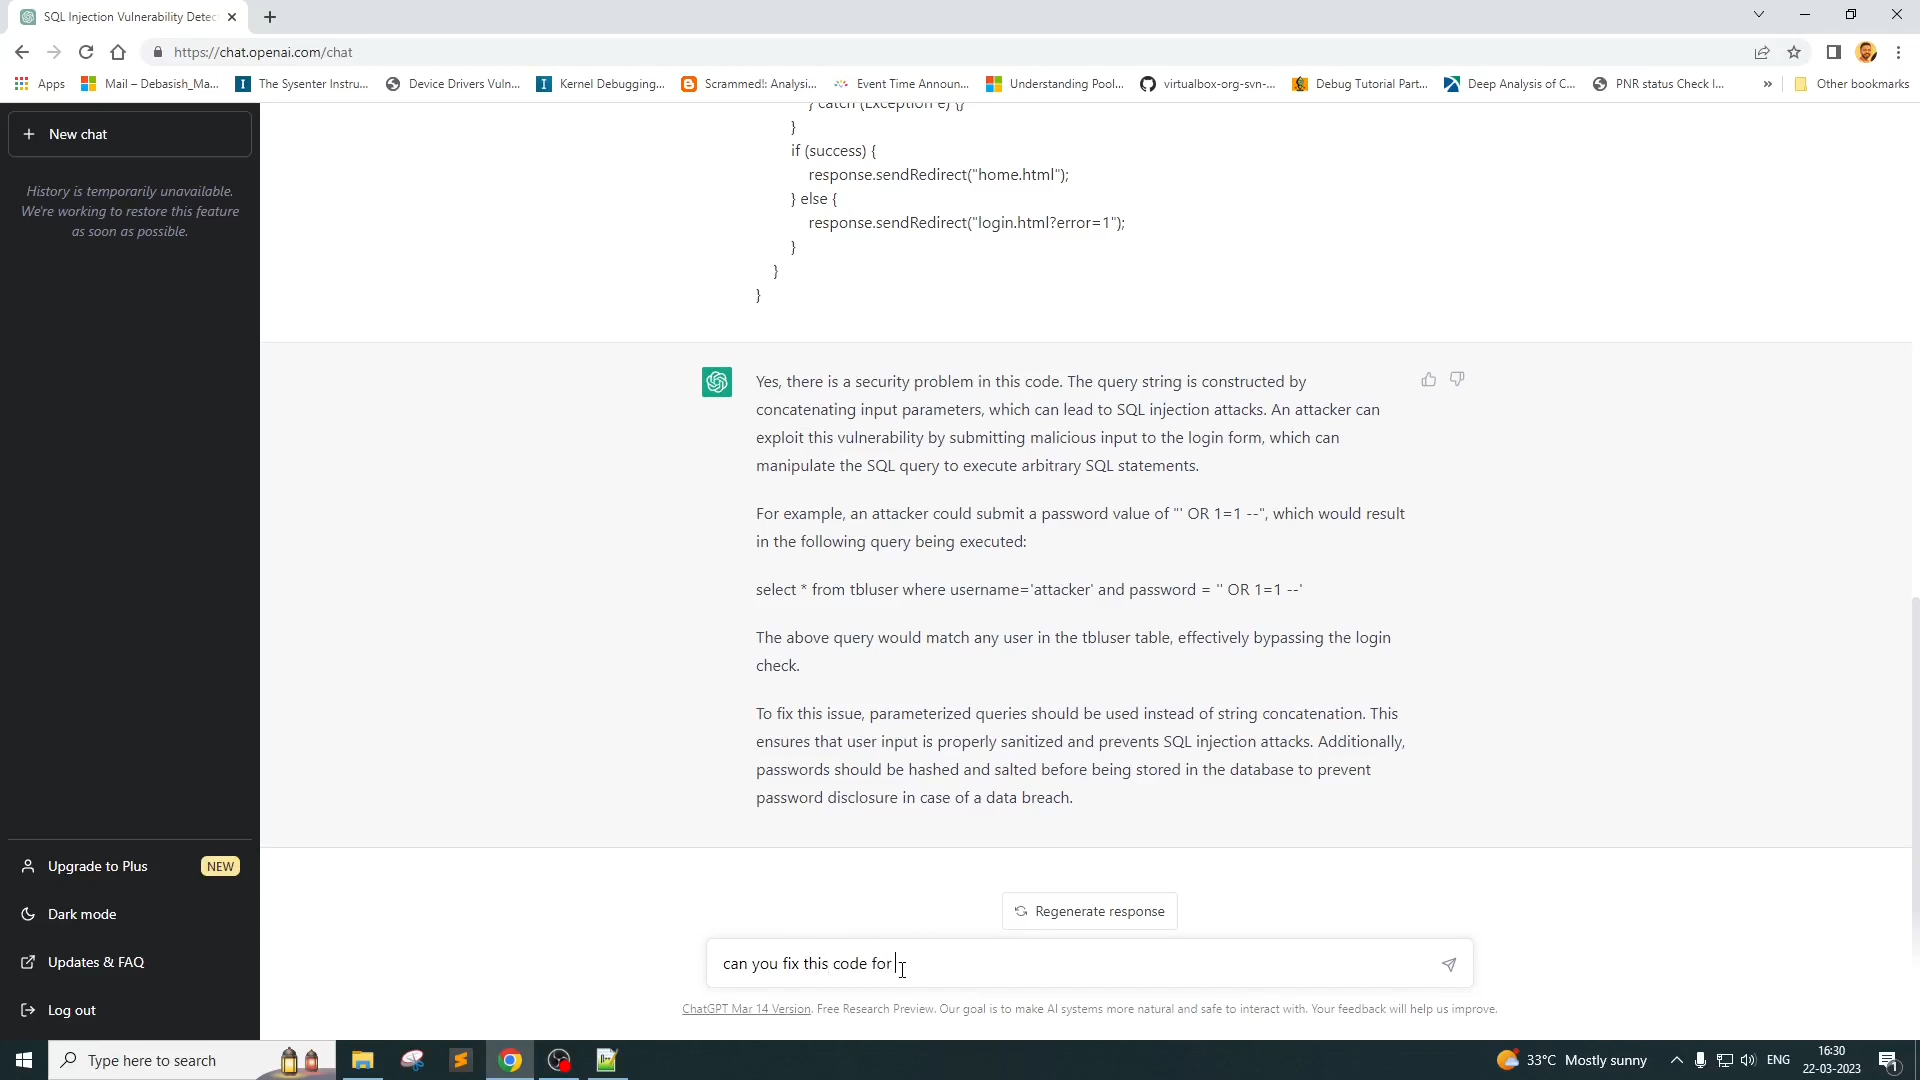 SQL Injection Vulnerability Detec
https://chat.openai.com/chat
Apps
Mail – Debasish_Ma...
The Sysenter Instru...
Device Drivers Vuln...
Kernel Debugging,...
Scrammed!: Analysi...
Event Time Announ...
Understanding Pool...
virtualbox-org-svn-...
Debug Tutorial Part...
Deep Analysis of C...
PNR status Check I...
»
Other bookmarks
+ New chat
History is temporarily unavailable.
We're working to restore this feature
as soon as possible.
} catch (Exception e) {}
}
if (success) {
response.sendRedirect("home.html");
} else {
response.sendRedirect("login.html?error=1");
}
}
}
Yes, there is a security problem in this code. The query string is constructed by
concatenating input parameters, which can lead to SQL injection attacks. An attacker can
exploit this vulnerability by submitting malicious input to the login form, which can
manipulate the SQL query to execute arbitrary SQL statements.
For example, an attacker could submit a password value of "' OR 1=1 --", which would result
in the following query being executed:
select * from tbluser where username='attacker' and password = '' OR 1=1 --'
The above query would match any user in the tbluser table, effectively bypassing the login
check.
To fix this issue, parameterized queries should be used instead of string concatenation. This
ensures that user input is properly sanitized and prevents SQL injection attacks. Additionally,
passwords should be hashed and salted before being stored in the database to prevent
password disclosure in case of a data breach.
Upgrade to Plus
NEW
Dark mode
Updates & FAQ
Log out
Regenerate response
can you fix this code for
ChatGPT Mar 14 Version. Free Research Preview. Our goal is to make AI systems more natural and safe to interact with. Your feedback will help us improve.
Type here to search
33°C Mostly sunny
ENG
16:30
22-03-2023
1